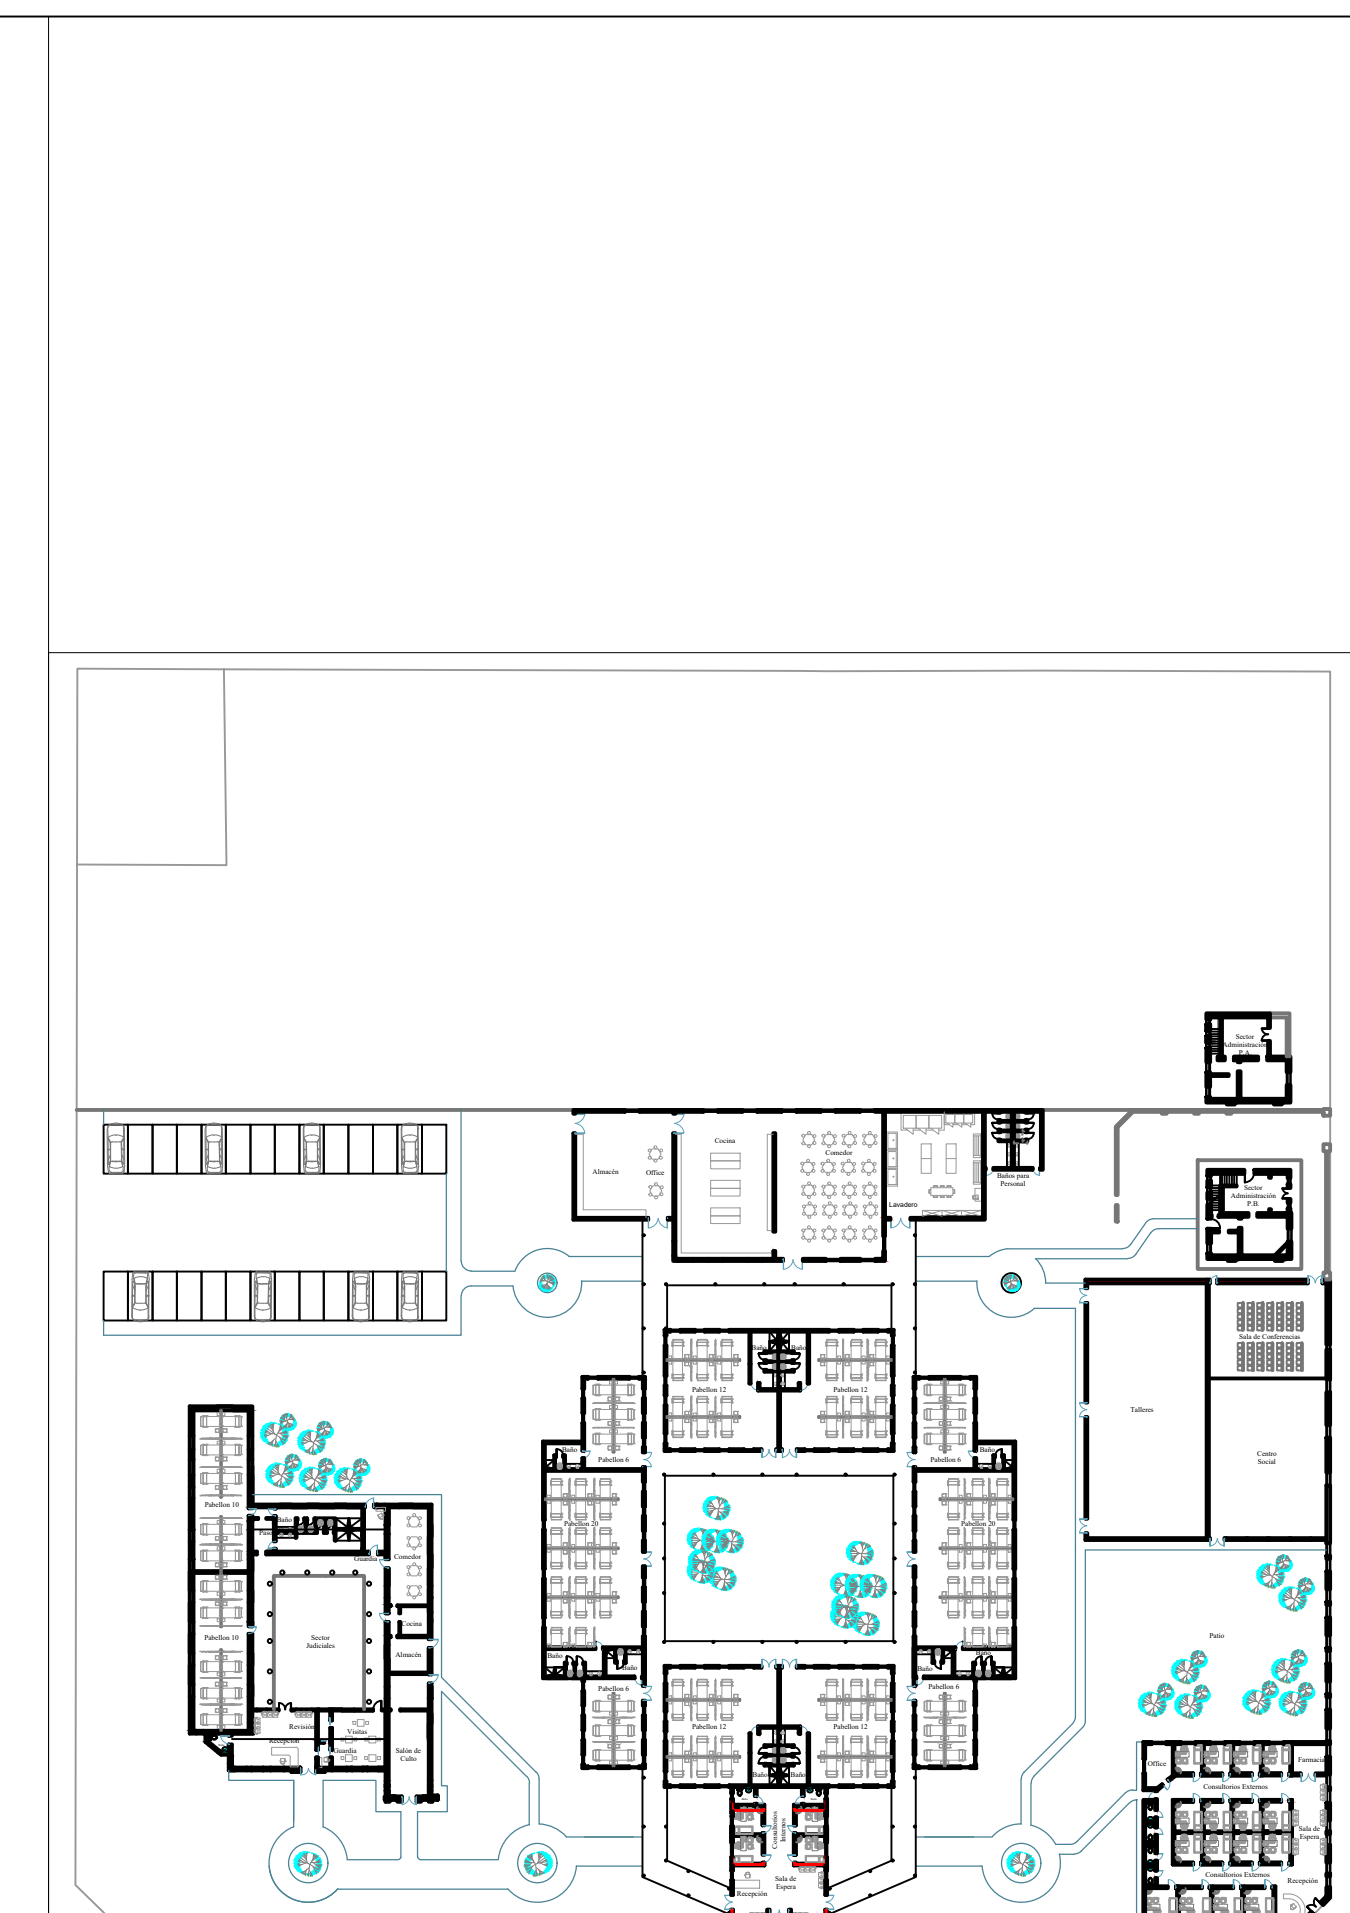 Sector
Administración
P.A.
Cocina
Comedor
Almacén
Office
Baños para
Personal
Lavadero
Sector
Administración
P.B.
Sala de Conferencias
Baño
Baño
Pabellon 12
Pabellon 12
Talleres
Centro
Social
Baño
Pabellon 6
Baño
Pabellon 6
Pabellon 10
Baño
Paso
Pabellon 20
Pabellon 20
Guardia
Comedor
Cocina
Sector
Judiciales
Pabellon 10
Almacén
Patio
Baño
Baño
Baño
Baño
Pabellon 6
Pabellon 6
Revisión
Visitas
Pabellon 12
Pabellon 12
Recepción
Guardia
Salón de
Culto
Baño
Baño
Office
Farmacia
Consultorios Externos
Consultorios
Internos
Sala de
Espera
Consultorios Externos
Sala de
Espera
Recepción
Recepción